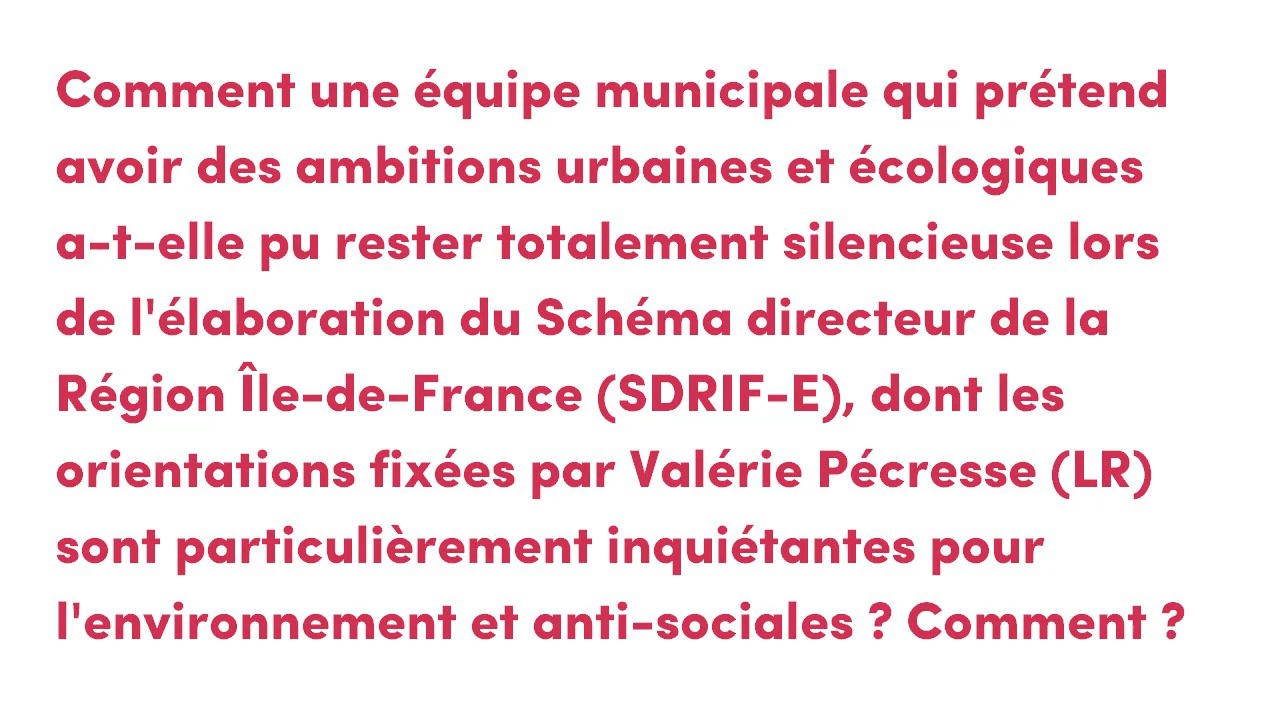 Comment une équipe municipale qui prétend
avoir des ambitions urbaines et écologiques
a-t-elle pu rester totalement silencieuse lors
de l'élaboration du Schéma directeur de la
Région Île-de-France (SDRIF-E), dont les
orientations fixées par Valérie Pécresse (LR)
sont particulièrement inquiétantes pour
l'environnement et anti-sociales ? Comment ?